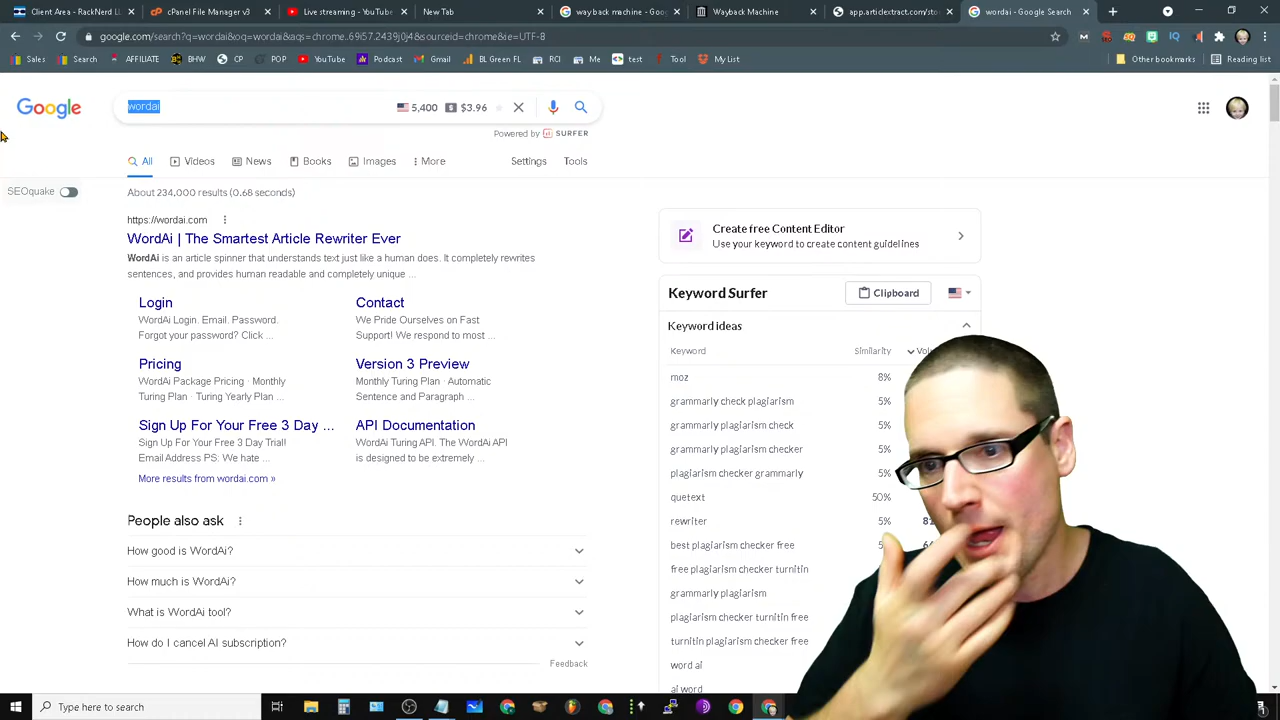 Client Area - RackNerd LL
cPanel File Manager v3
Live streaming - YouTube
New Tab
way back machine - Goog
Wayback Machine
app.articlextract.com/sto
wordai - Google Search
google.com/search?q=wordai&oq=wordai&aqs=chrome..69i57.2439j0j4&sourceid=chrome&ie=UTF-8
Sales
Search
AFFILIATE
BHW
CP
POP
YouTube
Podcast
Gmail
BL Green FL
RCI
Me
test
Tool
My List
Other bookmarks
Reading list
Google
wordai
5,400
$3.96
Powered by SURFER
All
Videos
News
Books
Images
More
Settings
Tools
SEOquake
About 234,000 results (0.68 seconds)
https://wordai.com
WordAi | The Smartest Article Rewriter Ever
WordAi is an article spinner that understands text just like a human does. It completely rewrites
sentences, and provides human readable and completely unique ...
Login
WordAi Login. Email. Password.
Forgot your password? Click ...
Contact
We Pride Ourselves on Fast
Support! We respond to most ...
Pricing
WordAi Package Pricing · Monthly
Turing Plan · Turing Yearly Plan ...
Version 3 Preview
Monthly Turing Plan · Automatic
Sentence and Paragraph ...
Sign Up For Your Free 3 Day ...
Sign Up For Your Free 3 Day Trial!
Email Address PS: We hate ...
API Documentation
WordAi Turing API. The WordAi API
is designed to be extremely ...
More results from wordai.com »
People also ask
How good is WordAi?
How much is WordAi?
What is WordAi tool?
How do I cancel AI subscription?
Feedback
Create free Content Editor
Use your keyword to create content guidelines
Keyword Surfer
Clipboard
Keyword ideas
Keyword Similarity
moz 8%
grammarly check plagiarism 5%
grammarly plagiarism check 5%
grammarly plagiarism checker 5%
plagiarism checker grammarly 5%
quetext 50%
rewriter 5%
best plagiarism checker free
free plagiarism checker turnitin
grammarly plagiarism
plagiarism checker turnitin free
turnitin plagiarism checker free
word ai
ai word
Type here to search